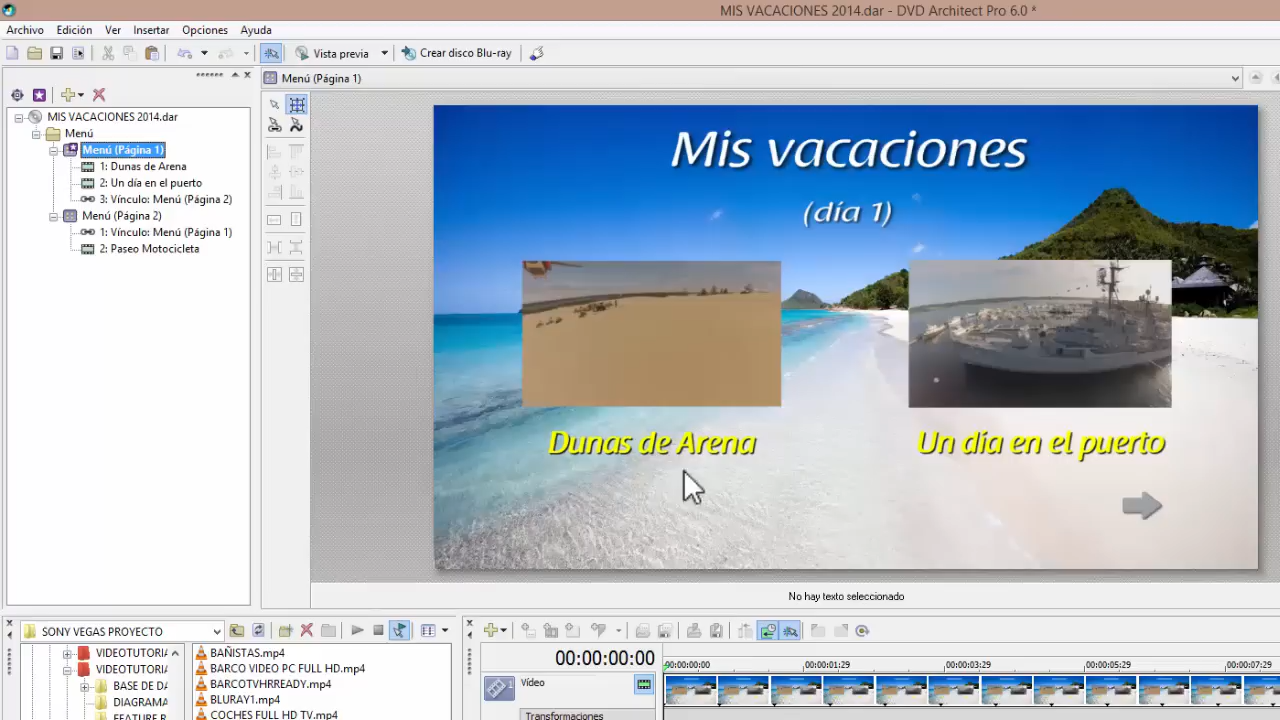 MIS VACACIONES 2014.dar - DVD Architect Pro 6.0 *
Archivo Edición Ver Insertar Opciones Ayuda
Vista previa Crear disco Blu-ray
Menú (Página 1)
MIS VACACIONES 2014.dar
Menú
Menú (Página 1)
1: Dunas de Arena
2: Un día en el puerto
3: Vínculo: Menú (Página 2)
Menú (Página 2)
1: Vínculo: Menú (Página 1)
2: Paseo Motocicleta
Mis vacaciones
(día 1)
Dunas de Arena
Un día en el puerto
No hay texto seleccionado
SONY VEGAS PROYECTO
VIDEOTUTORIA
VIDEOTUTORIA
BASE DE DA
DIAGRAMA
FEATURE R
BAÑISTAS.mp4
BARCO VIDEO PC FULL HD.mp4
BARCOTVHRREADY.mp4
BLURAY1.mp4
COCHES FULL HD TV.mp4
00:00:00:00
00:00:00:00 00:00:01:29 00:00:03:29 00:00:05:29 00:00:07:29
1 Vídeo
Transformaciones